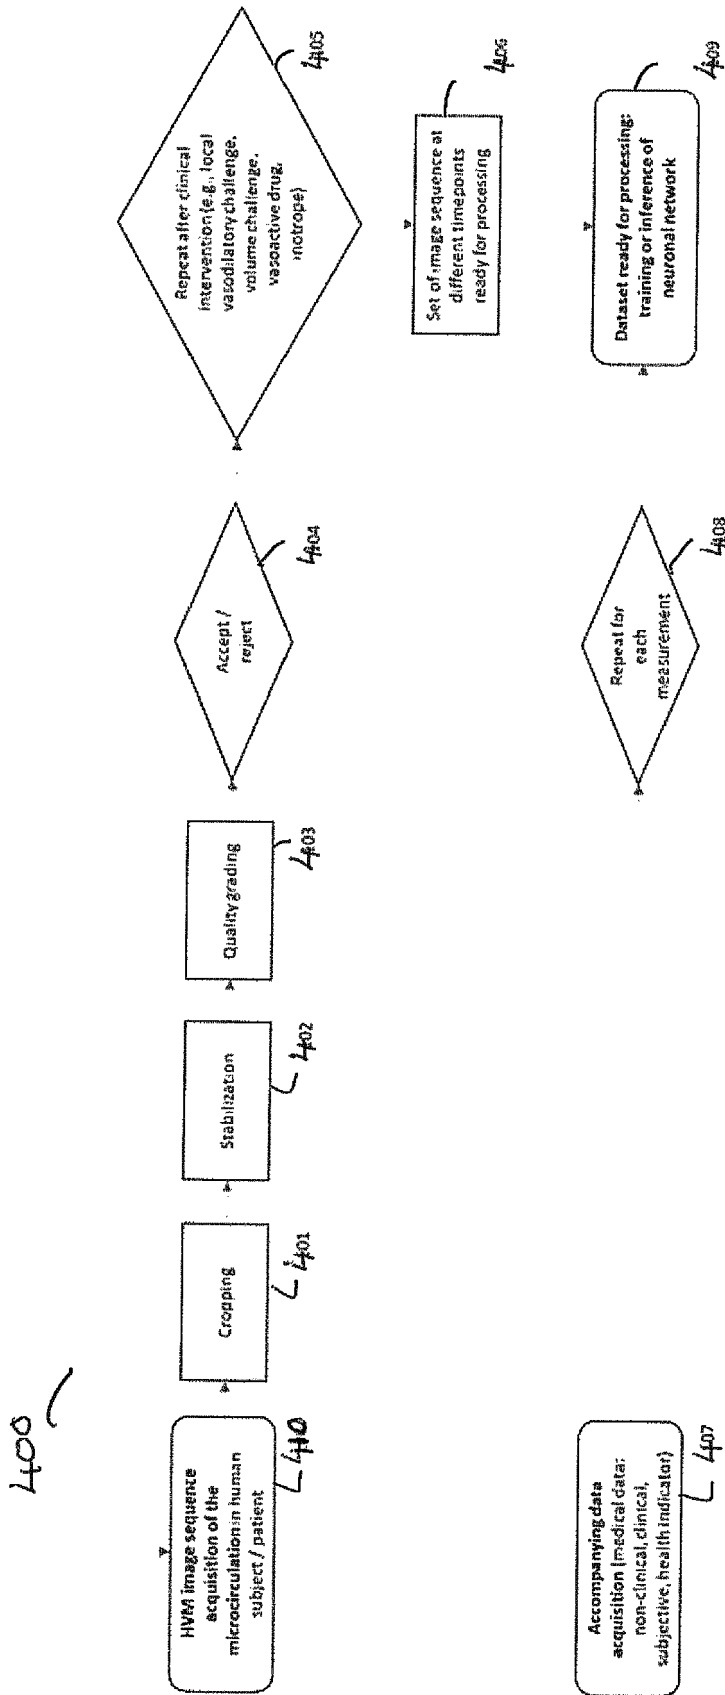 400
HVM image sequence
acquisition of the
microcirculation in human
subject / patient
410
Cropping
401
Stabilization
402
Quality grading
403
Accept /
reject
404
Repeat after clinical
intervention (e.g., local
vasodilatory challenge,
volume challenge,
vasoactive drug,
inotrope)
405
Set of image sequence at
different timepoints
ready for processing
406
Accompanying data
acquisition (medical data:
non-clinical, clinical,
subjective, health indicator)
407
Repeat for
each
measurement
408
Dataset ready for processing:
training or inference of
neuronal network
409